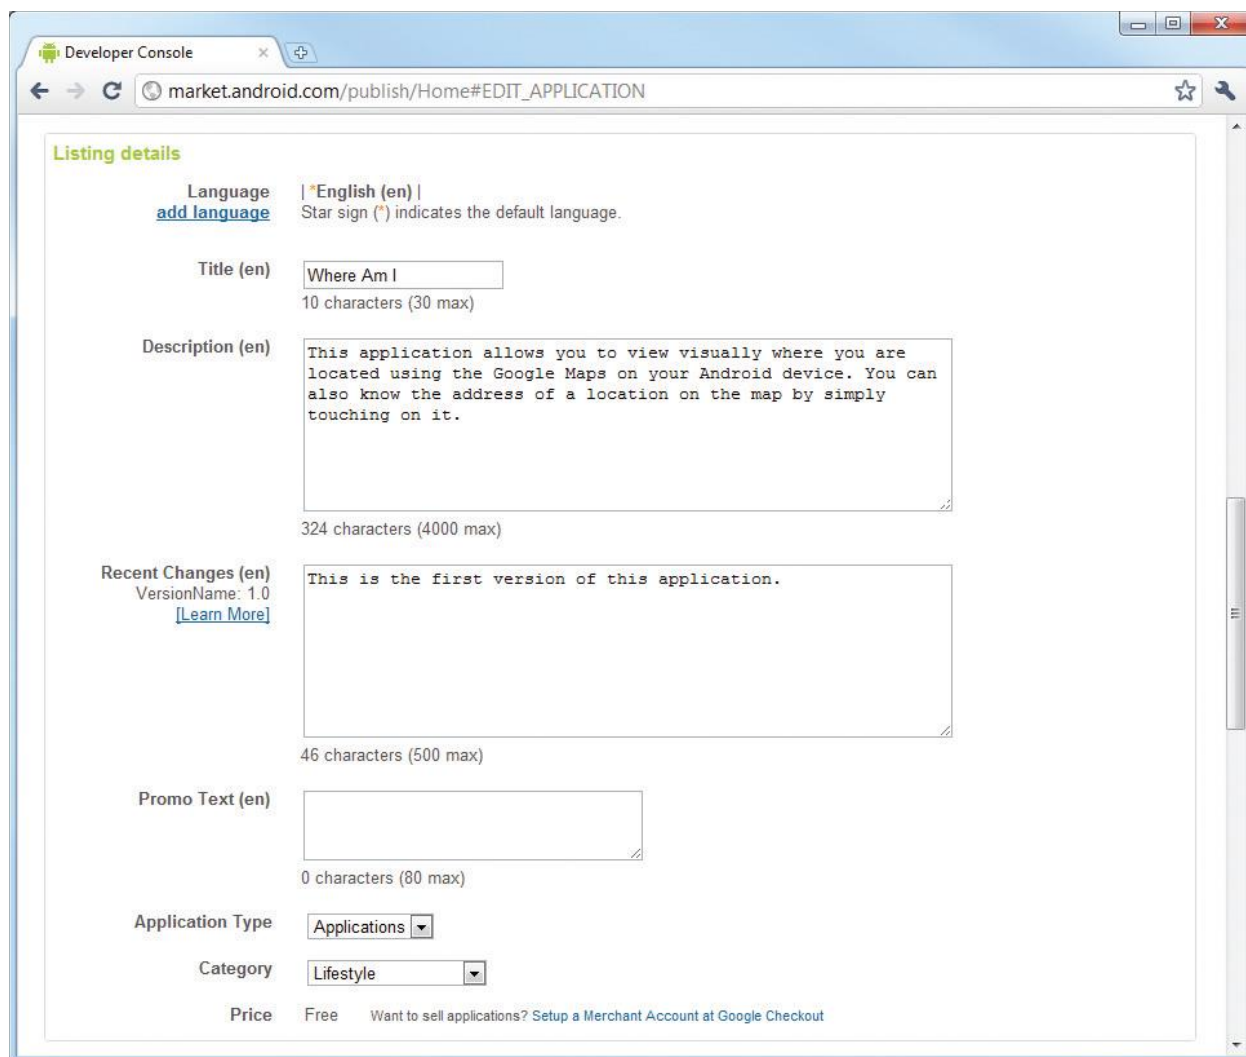 Developer Console
market.android.com/publish/Home#EDIT_APPLICATION
Listing details
Language | *English (en) |
add language Star sign (*) indicates the default language.
Title (en) Where Am I
10 characters (30 max)
Description (en) This application allows you to view visually where you are
located using the Google Maps on your Android device. You can
also know the address of a location on the map by simply
touching on it.
324 characters (4000 max)
Recent Changes (en) This is the first version of this application.
VersionName: 1.0
[Learn More]
46 characters (500 max)
Promo Text (en)
0 characters (80 max)
Application Type Applications
Category Lifestyle
Price Free Want to sell applications? Setup a Merchant Account at Google Checkout